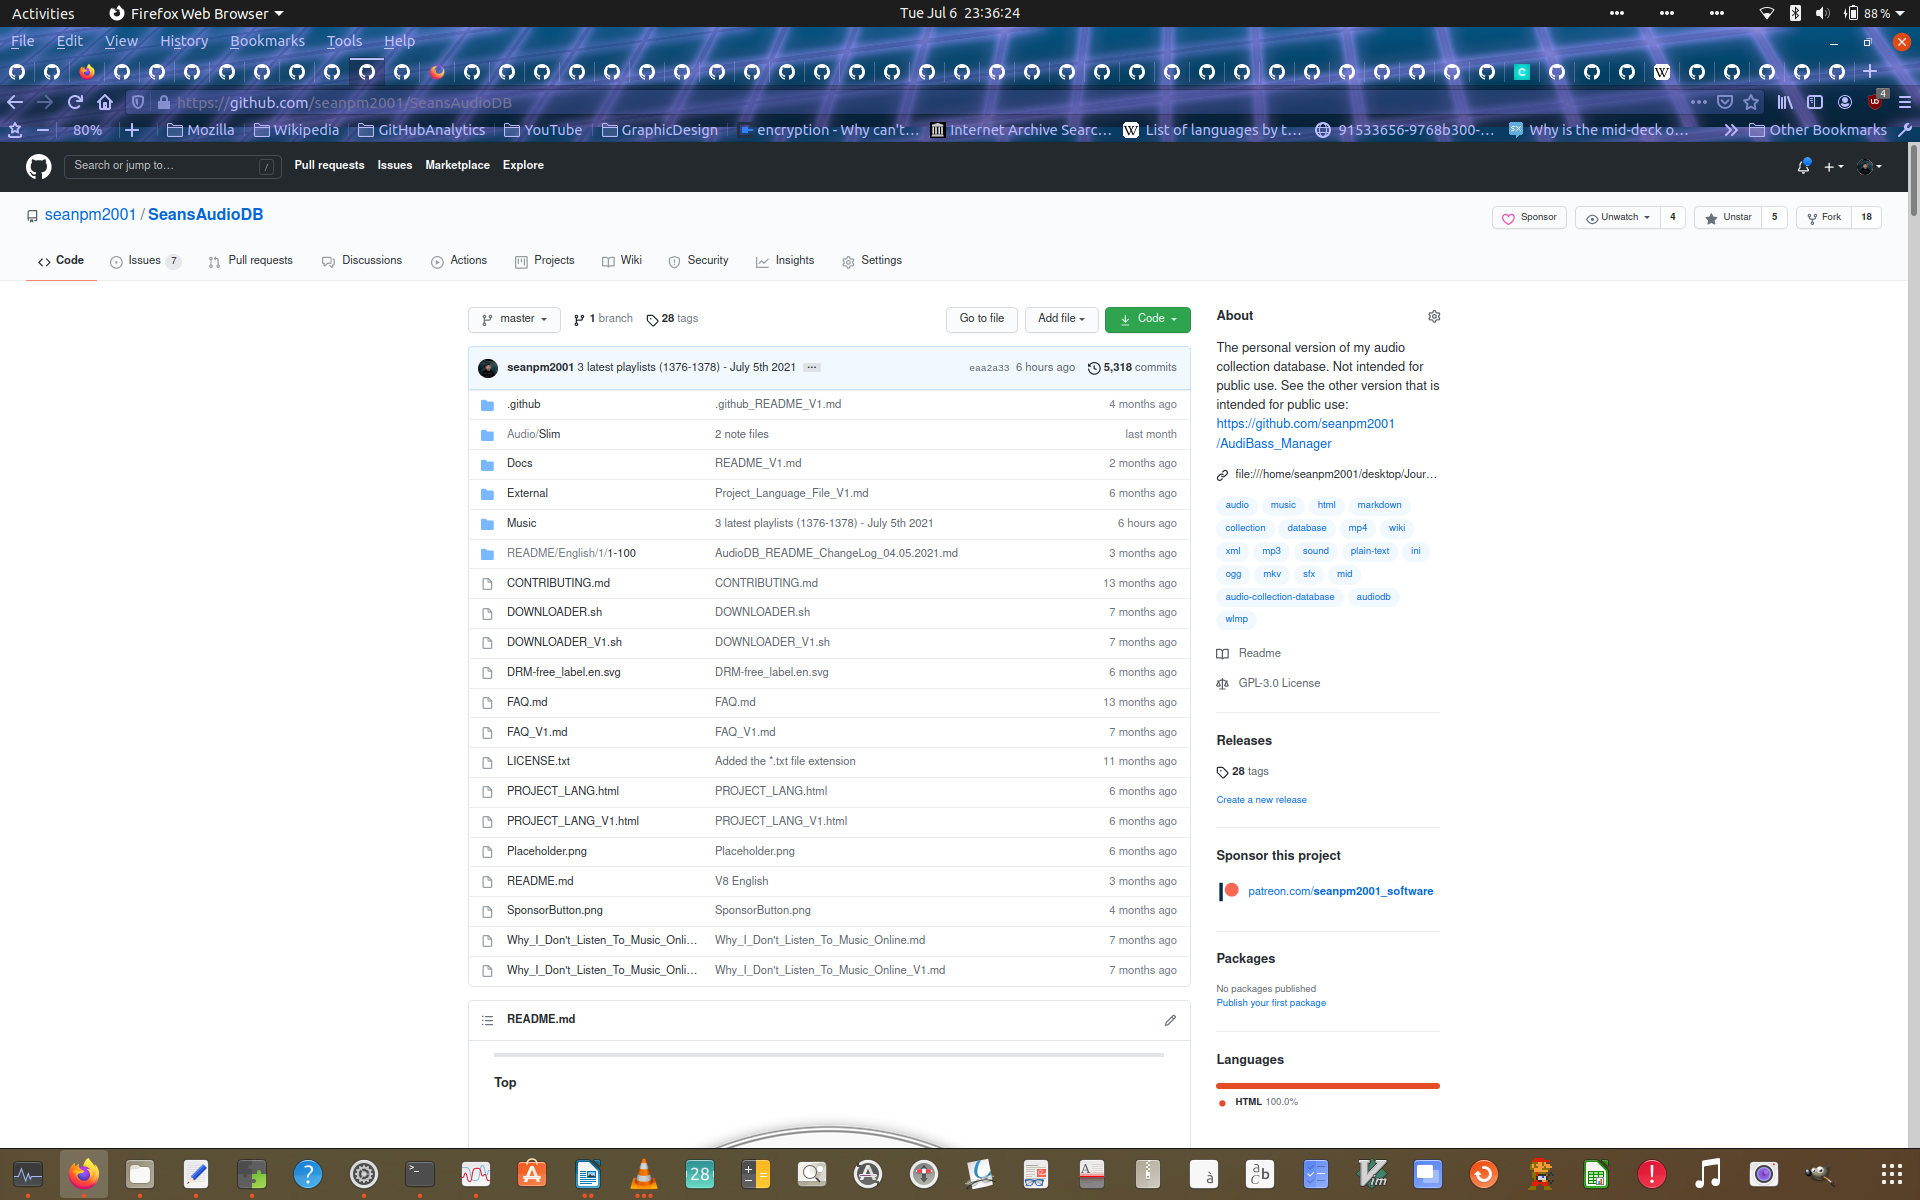 Activities Firefox Web Browser Tue Jul 6 23:36:24 88 %
File Edit View History Bookmarks Tools Help
https://github.com/seanpm2001/SeansAudioDB 4
80% Mozilla Wikipedia GitHubAnalytics YouTube GraphicDesign encryption - Why can't... Internet Archive Searc... List of languages by t... 91533656-9768b300-... Why is the mid-deck o... Other Bookmarks
Search or jump to... / Pull requests Issues Marketplace Explore
seanpm2001 / SeansAudioDB Sponsor Unwatch 4 Unstar 5 Fork 18
Code Issues 7 Pull requests Discussions Actions Projects Wiki Security Insights Settings
master 1 branch 28 tags Go to file Add file Code
seanpm2001 3 latest playlists (1376-1378) - July 5th 2021 ... eaa2a33 6 hours ago 5,318 commits
.github .github_README_V1.md 4 months ago
Audio/Slim 2 note files last month
Docs README_V1.md 2 months ago
External Project_Language_File_V1.md 6 months ago
Music 3 latest playlists (1376-1378) - July 5th 2021 6 hours ago
README/English/1/1-100 AudioDB_README_ChangeLog_04.05.2021.md 3 months ago
CONTRIBUTING.md CONTRIBUTING.md 13 months ago
DOWNLOADER.sh DOWNLOADER.sh 7 months ago
DOWNLOADER_V1.sh DOWNLOADER_V1.sh 7 months ago
DRM-free_label.en.svg DRM-free_label.en.svg 6 months ago
FAQ.md FAQ.md 13 months ago
FAQ_V1.md FAQ_V1.md 7 months ago
LICENSE.txt Added the *.txt file extension 11 months ago
PROJECT_LANG.html PROJECT_LANG.html 6 months ago
PROJECT_LANG_V1.html PROJECT_LANG_V1.html 6 months ago
Placeholder.png Placeholder.png 6 months ago
README.md V8 English 3 months ago
SponsorButton.png SponsorButton.png 4 months ago
Why_I_Don't_Listen_To_Music_Onli... Why_I_Don't_Listen_To_Music_Online.md 7 months ago
Why_I_Don't_Listen_To_Music_Onli... Why_I_Don't_Listen_To_Music_Online_V1.md 7 months ago
README.md
Top
About
The personal version of my audio
collection database. Not intended for
public use. See the other version that is
intended for public use:
https://github.com/seanpm2001
/AudiBass_Manager
file:///home/seanpm2001/desktop/Jour...
audio music html markdown
collection database mp4 wiki
xml mp3 sound plain-text ini
ogg mkv sfx mid
audio-collection-database audiodb
wlmp
Readme
GPL-3.0 License
Releases
28 tags
Create a new release
Sponsor this project
patreon.com/seanpm2001_software
Packages
No packages published
Publish your first package
Languages
HTML 100.0%
28